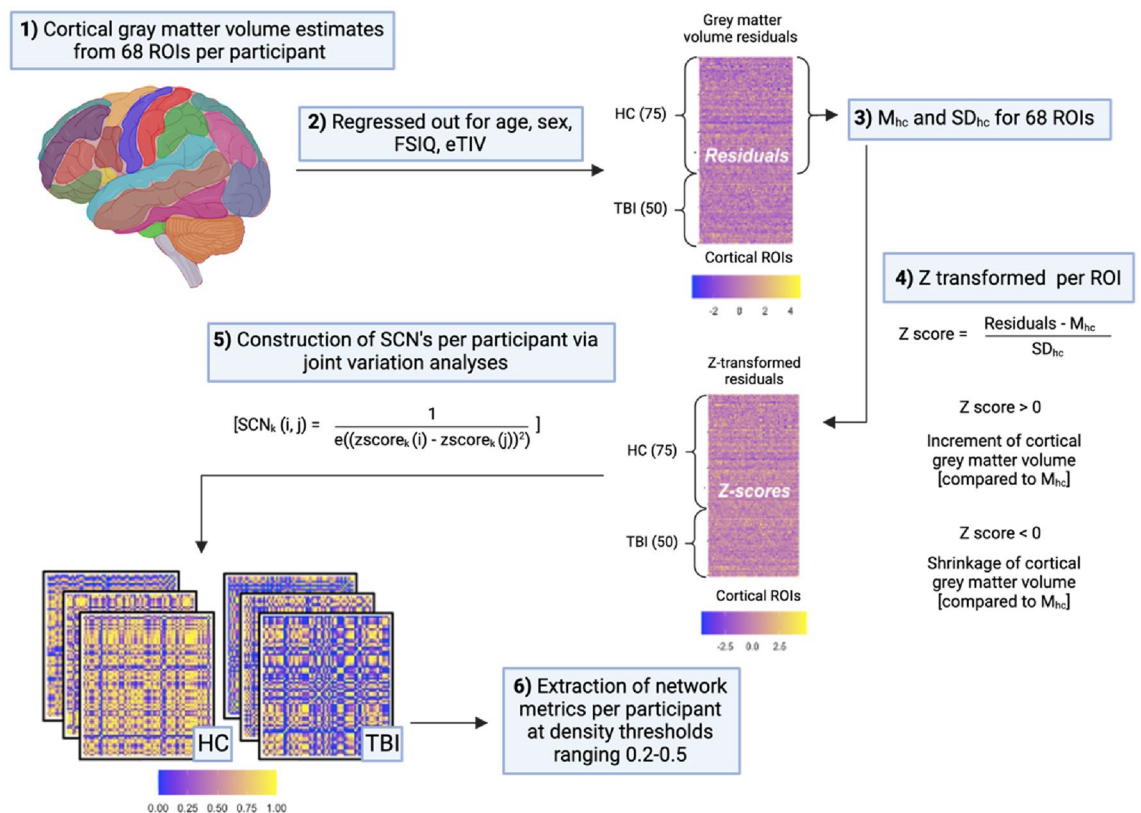 1) Cortical gray matter volume estimates
from 68 ROIs per participant
2) Regressed out for age, sex,
FSIQ, eTIV
Grey matter
volume residuals
HC (75)
Residuals
TBI (50)
Cortical ROIs
-2 0 2 4
3) Mhc and SDhc for 68 ROIs
4) Z transformed per ROI
Z score = Residuals - Mhc
SDhc
Z score > 0
Increment of cortical
grey matter volume
[compared to Mhc]
Z score < 0
Shrinkage of cortical
grey matter volume
[compared to Mhc]
Z-transformed
residuals
HC (75)
Z-scores
TBI (50)
Cortical ROIs
-2.5 0.0 2.5
5) Construction of SCN's per participant via
joint variation analyses
[SCNk (i, j) = 1 ]
e((zscorek (i) - zscorek (j))²)
HC
TBI
0.00 0.25 0.50 0.75 1.00
6) Extraction of network
metrics per participant
at density thresholds
ranging 0.2-0.5